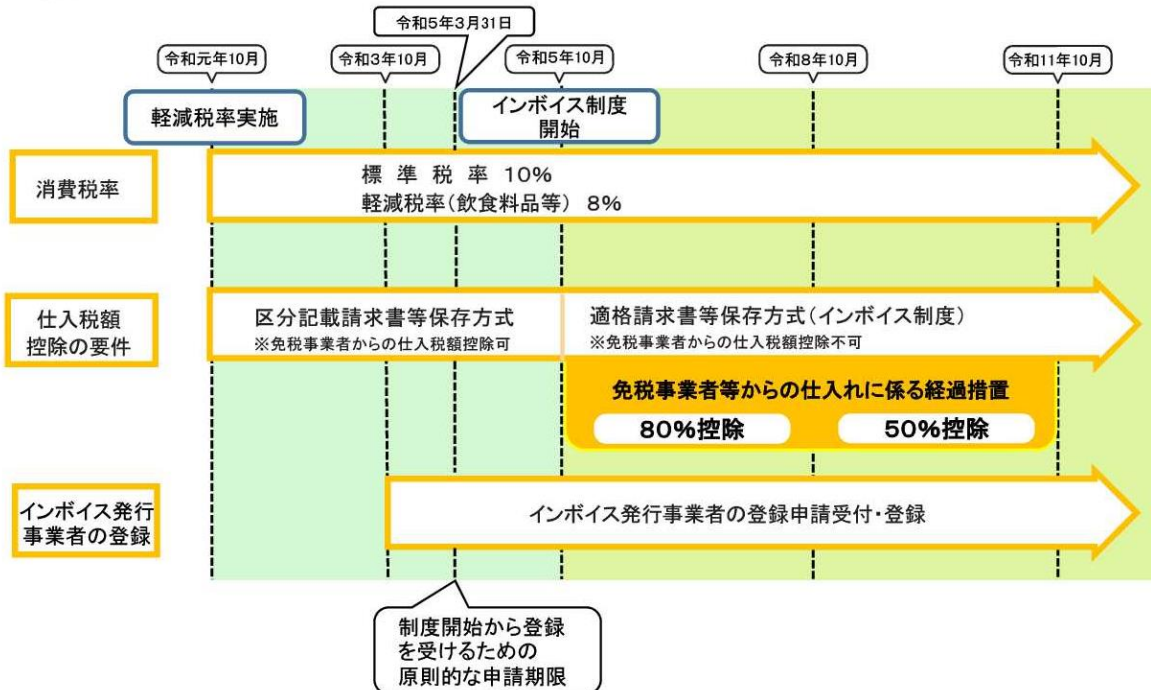 令和5年3月31日
令和元年10月
令和3年10月
令和5年10月
令和8年10月
令和11年10月
軽減税率実施
インボイス制度
開始
消費税率
標 準 税 率 10%
軽減税率(飲食料品等) 8%
仕入税額
控除の要件
区分記載請求書等保存方式
※免税事業者からの仕入税額控除可
適格請求書等保存方式(インボイス制度)
※免税事業者からの仕入税額控除不可
免税事業者等からの仕入れに係る経過措置
80%控除
50%控除
インボイス発行
事業者の登録
インボイス発行事業者の登録申請受付・登録
制度開始から登録
を受けるための
原則的な申請期限